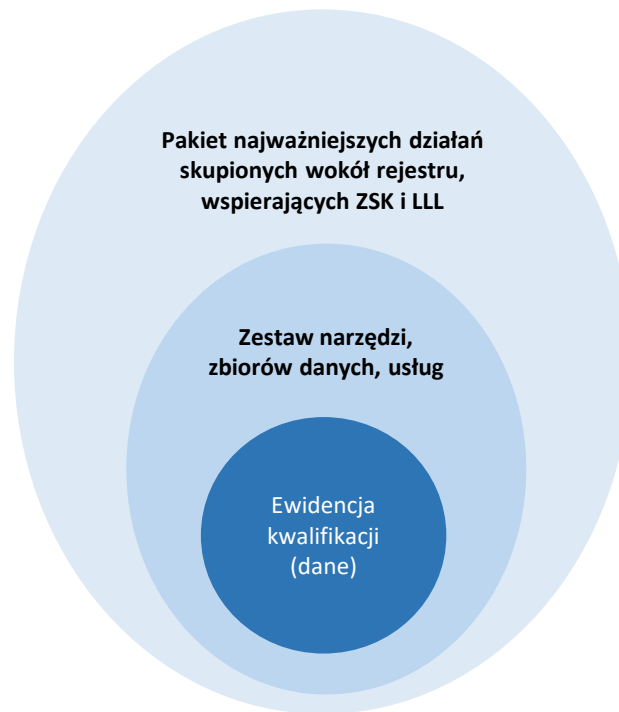 Pakiet najważniejszych działań
skupionych wokół rejestru,
wspierających ZSK i LLL
Zestaw narzędzi,
zbiorów danych, usług
Ewidencja
kwalifikacji
(dane)